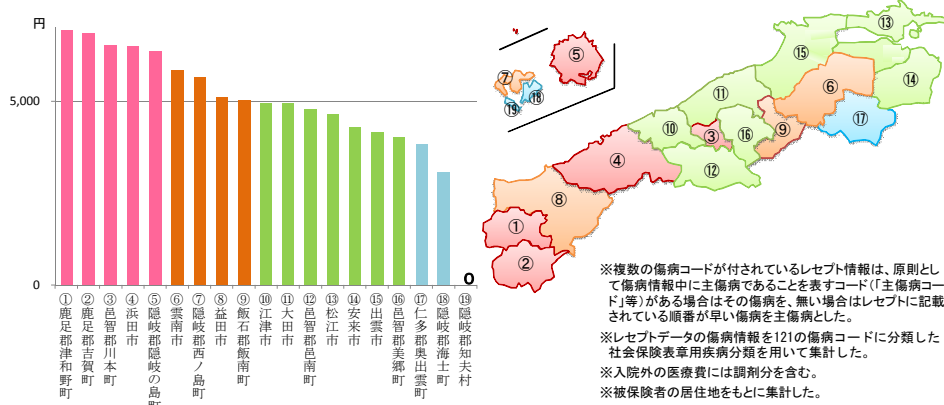 円
5,000
0
0
①鹿足郡津和野町
②鹿足郡吉賀町
③邑智郡川本町
④浜田市
⑤隠岐郡隠岐の島町
⑥雲南市
⑦隠岐郡西ノ島町
⑧益田市
⑨飯石郡飯南町
⑩江津市
⑪大田市
⑫邑智郡邑南町
⑬松江市
⑭安来市
⑮出雲市
⑯邑智郡美郷町
⑰仁多郡奥出雲町
⑱隠岐郡海士町
⑲隠岐郡知夫村
⑬
⑤
⑮
⑦
⑱
⑲
⑭
⑥
⑪
⑰
⑩
③
⑯
⑨
④
⑫
⑧
①
②
※複数の傷病コードが付されているレセプト情報は、原則とし
て傷病情報中に主傷病であることを表すコード(「主傷病コー
ド」等)がある場合はその傷病を、無い場合はレセプトに記載
されている順番が早い傷病を主傷病とした。
※レセプトデータの傷病情報を121の傷病コードに分類した
社会保険表章用疾病分類を用いて集計した。
※入院外の医療費には調剤分を含む。
※被保険者の居住地をもとに集計した。